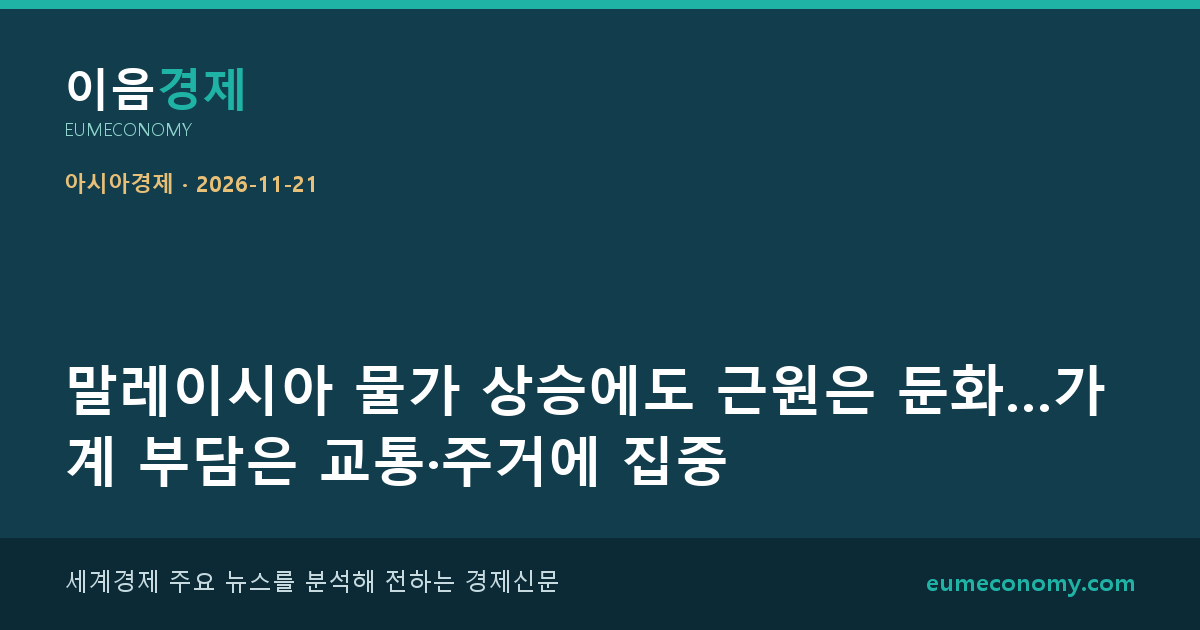 이음경제
EUMECONOMY
아시아경제 · 2026-11-21
말레이시아 물가 상승에도 근원은 둔화…가
계 부담은 교통·주거에 집중
세계경제 주요 뉴스를 분석해 전하는 경제신문
eumeconomy.com